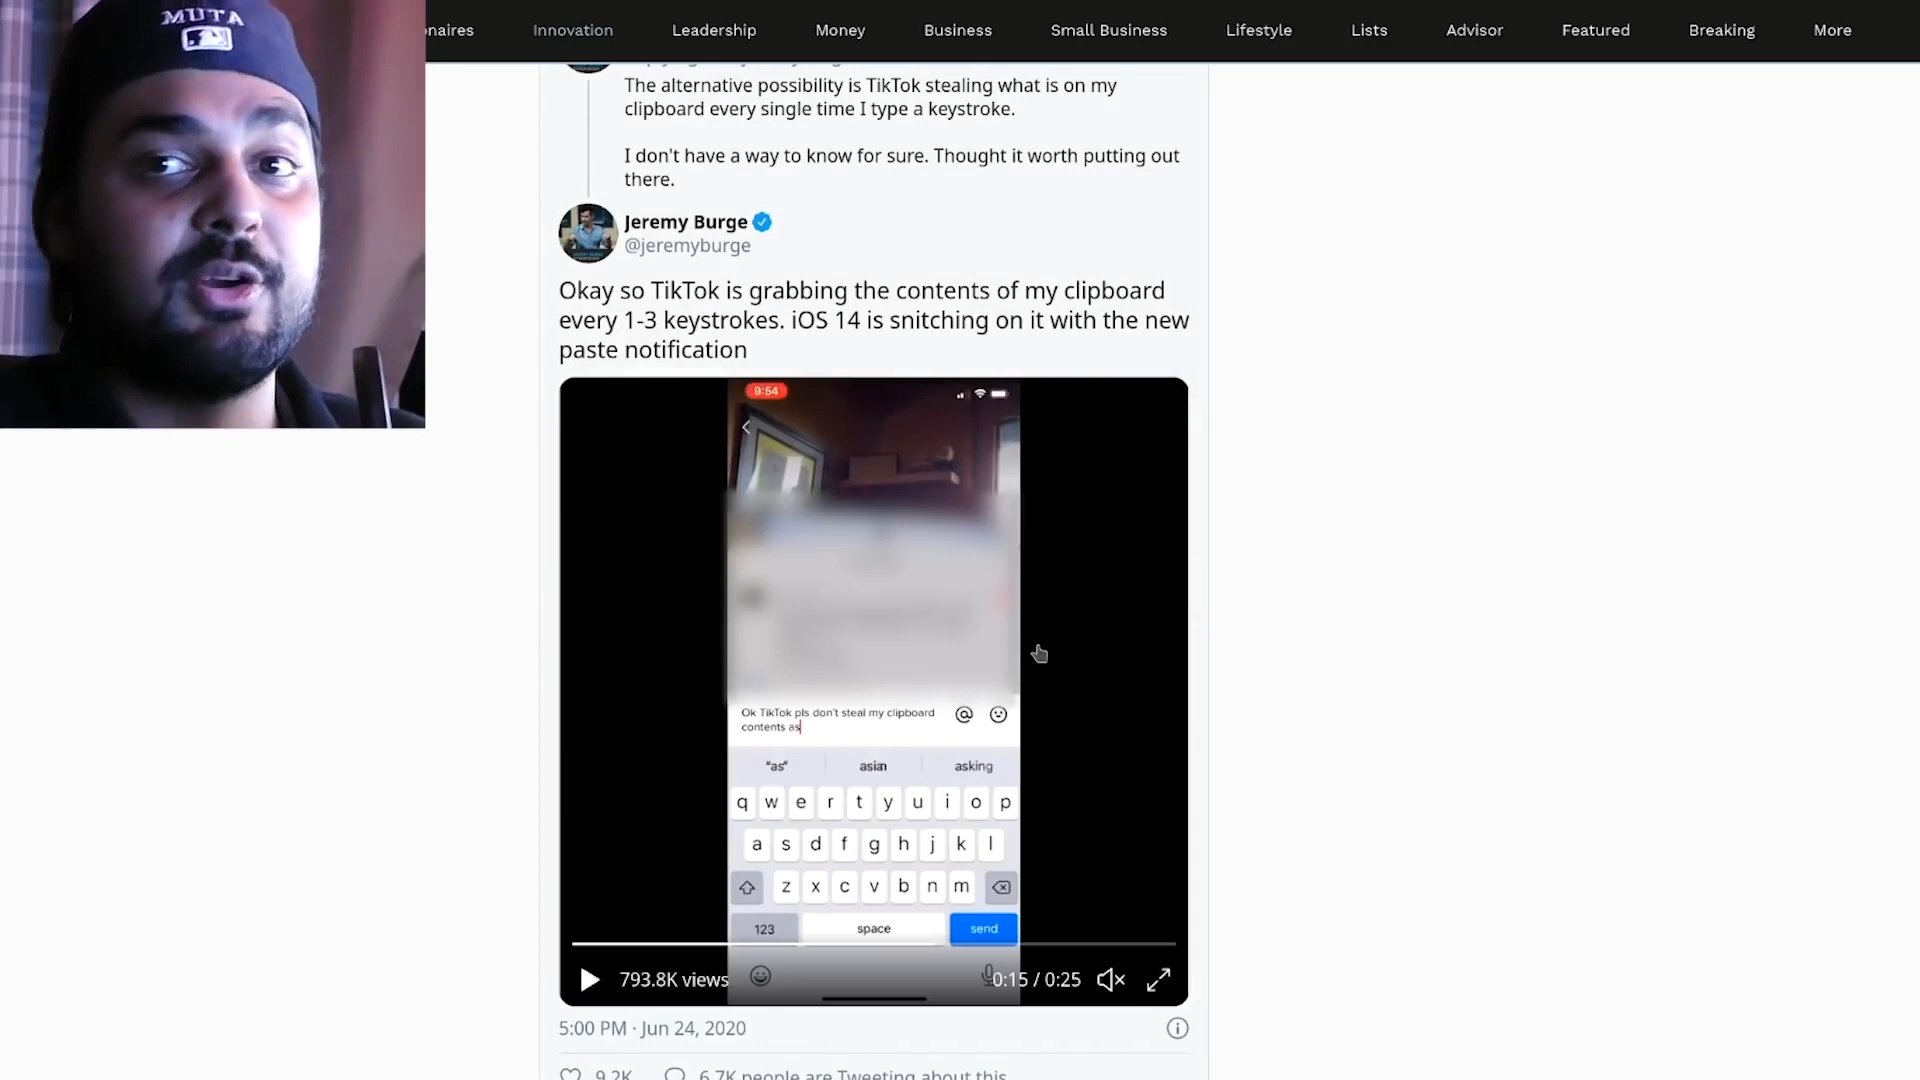 MUTA
naires
Innovation
Leadership
Money
Business
Small Business
Lifestyle
Lists
Advisor
Featured
Breaking
More
The alternative possibility is TikTok stealing what is on my
clipboard every single time I type a keystroke.
I don't have a way to know for sure. Thought it worth putting out
there.
Jeremy Burge
@jeremyburge
Okay so TikTok is grabbing the contents of my clipboard
every 1-3 keystrokes. iOS 14 is snitching on it with the new
paste notification
9:54
Ok TikTok pls don't steal my clipboard
contents as
"as" asian asking
q w e r t y u i o p
a s d f g h j k l
z x c v b n m
123 space send
793.8K views
0:15 / 0:25
5:00 PM · Jun 24, 2020
9.2K 6.7K people are Tweeting about this